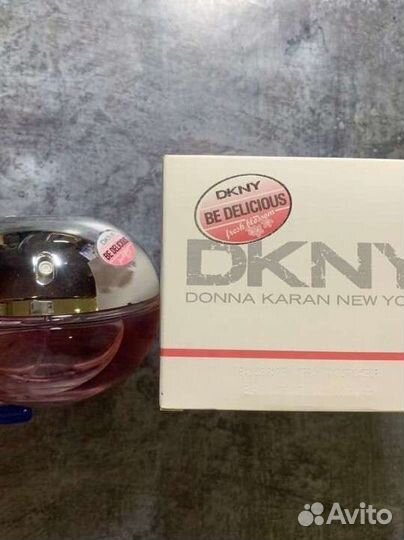 DKNY
BE DELICIOUS
fresh blossom
DKNY
DONNA KARAN NEW YO
BE DELICIOUS
Avito